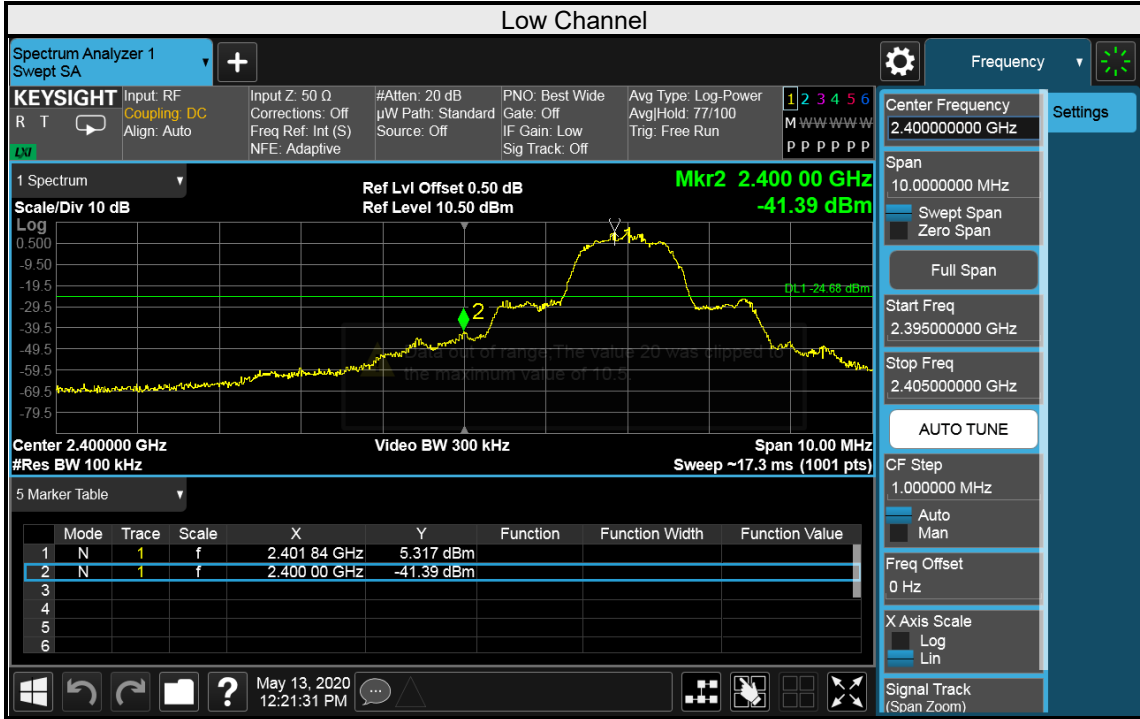 Low Channel
Spectrum Analyzer 1
Swept SA
Frequency
KEYSIGHT
R T
LXI
Input: RF
Coupling: DC
Align: Auto
Input Z: 50 Ω
Corrections: Off
Freq Ref: Int (S)
NFE: Adaptive
#Atten: 20 dB
µW Path: Standard
Source: Off
PNO: Best Wide
Gate: Off
IF Gain: Low
Sig Track: Off
Avg Type: Log-Power
Avg|Hold: 77/100
Trig: Free Run
1 2 3 4 5 6
M W W W W W
P P P P P P
1 Spectrum
Scale/Div 10 dB
Ref Lvl Offset 0.50 dB
Ref Level 10.50 dBm
Mkr2 2.400 00 GHz
-41.39 dBm
Log
0.500
-9.50
-19.5
-29.5
-39.5
-49.5
-59.5
-69.5
-79.5
1
2
DL1 -24.68 dBm
Data out of range;The value 20 was clipped to
the maximum value of 10.5
Center 2.400000 GHz
#Res BW 100 kHz
Video BW 300 kHz
Span 10.00 MHz
Sweep ~17.3 ms (1001 pts)
5 Marker Table
Mode Trace Scale X Y Function Function Width Function Value
1 N 1 f 2.401 84 GHz 5.317 dBm
2 N 1 f 2.400 00 GHz -41.39 dBm
3
4
5
6
May 13, 2020
12:21:31 PM
Center Frequency
2.400000000 GHz
Settings
Span
10.0000000 MHz
Swept Span
Zero Span
Full Span
Start Freq
2.395000000 GHz
Stop Freq
2.405000000 GHz
AUTO TUNE
CF Step
1.000000 MHz
Auto
Man
Freq Offset
0 Hz
X Axis Scale
Log
Lin
Signal Track
(Span Zoom)